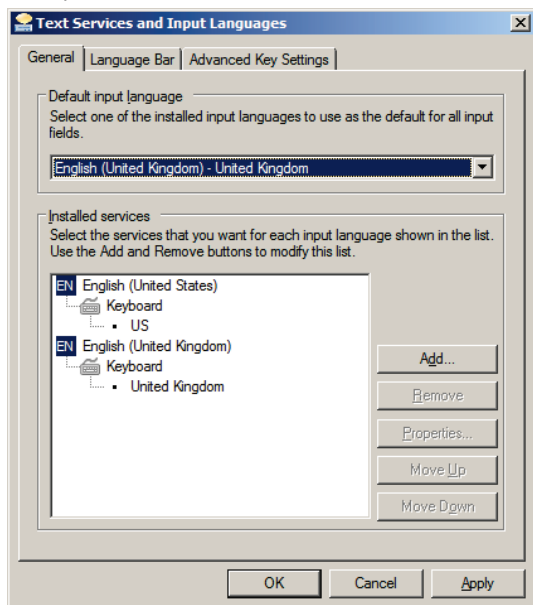 Text Services and Input Languages
General
Language Bar
Advanced Key Settings
Default input language
Select one of the installed input languages to use as the default for all input
fields.
English (United Kingdom) - United Kingdom
Installed services
Select the services that you want for each input language shown in the list.
Use the Add and Remove buttons to modify this list.
EN English (United States)
Keyboard
US
EN English (United Kingdom)
Keyboard
United Kingdom
Add...
Remove
Properties...
Move Up
Move Down
OK
Cancel
Apply